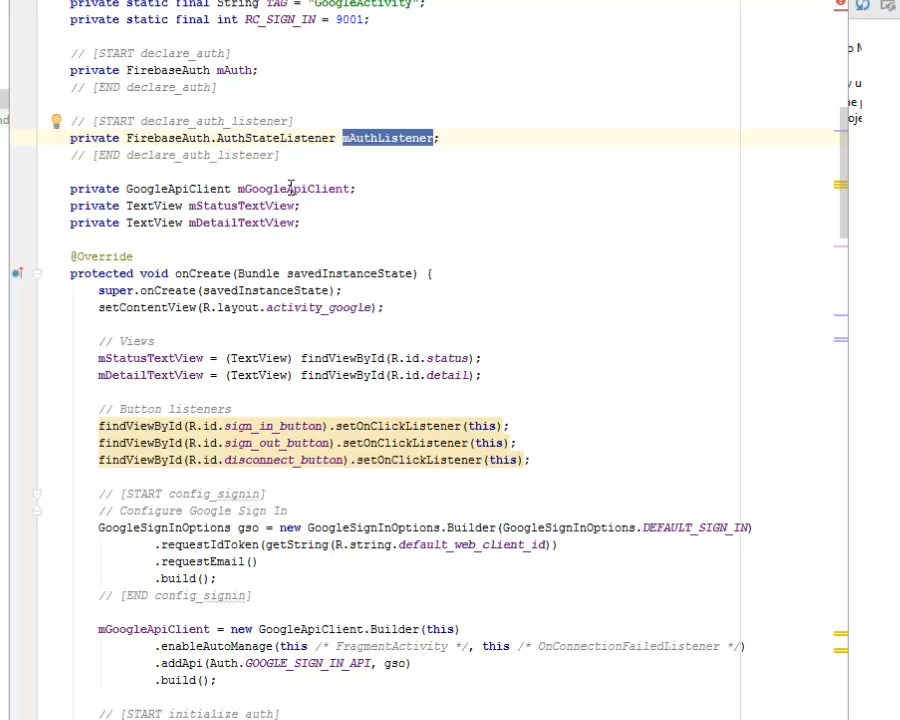 private static final String TAG = "GoogleActivity";
private static final int RC_SIGN_IN = 9001;
// [START declare_auth]
private FirebaseAuth mAuth;
// [END declare_auth]
// [START declare_auth_listener]
private FirebaseAuth.AuthStateListener mAuthListener;
// [END declare_auth_listener]
private GoogleApiClient mGoogleApiClient;
private TextView mStatusTextView;
private TextView mDetailTextView;
@Override
protected void onCreate(Bundle savedInstanceState) {
super.onCreate(savedInstanceState);
setContentView(R.layout.activity_google);
// Views
mStatusTextView = (TextView) findViewById(R.id.status);
mDetailTextView = (TextView) findViewById(R.id.detail);
// Button listeners
findViewById(R.id.sign_in_button).setOnClickListener(this);
findViewById(R.id.sign_out_button).setOnClickListener(this);
findViewById(R.id.disconnect_button).setOnClickListener(this);
// [START config_signin]
// Configure Google Sign In
GoogleSignInOptions gso = new GoogleSignInOptions.Builder(GoogleSignInOptions.DEFAULT_SIGN_IN)
.requestIdToken(getString(R.string.default_web_client_id))
.requestEmail()
.build();
// [END config_signin]
mGoogleApiClient = new GoogleApiClient.Builder(this)
.enableAutoManage(this /* FragmentActivity */, this /* OnConnectionFailedListener */)
.addApi(Auth.GOOGLE_SIGN_IN_API, gso)
.build();
// [START initialize auth]